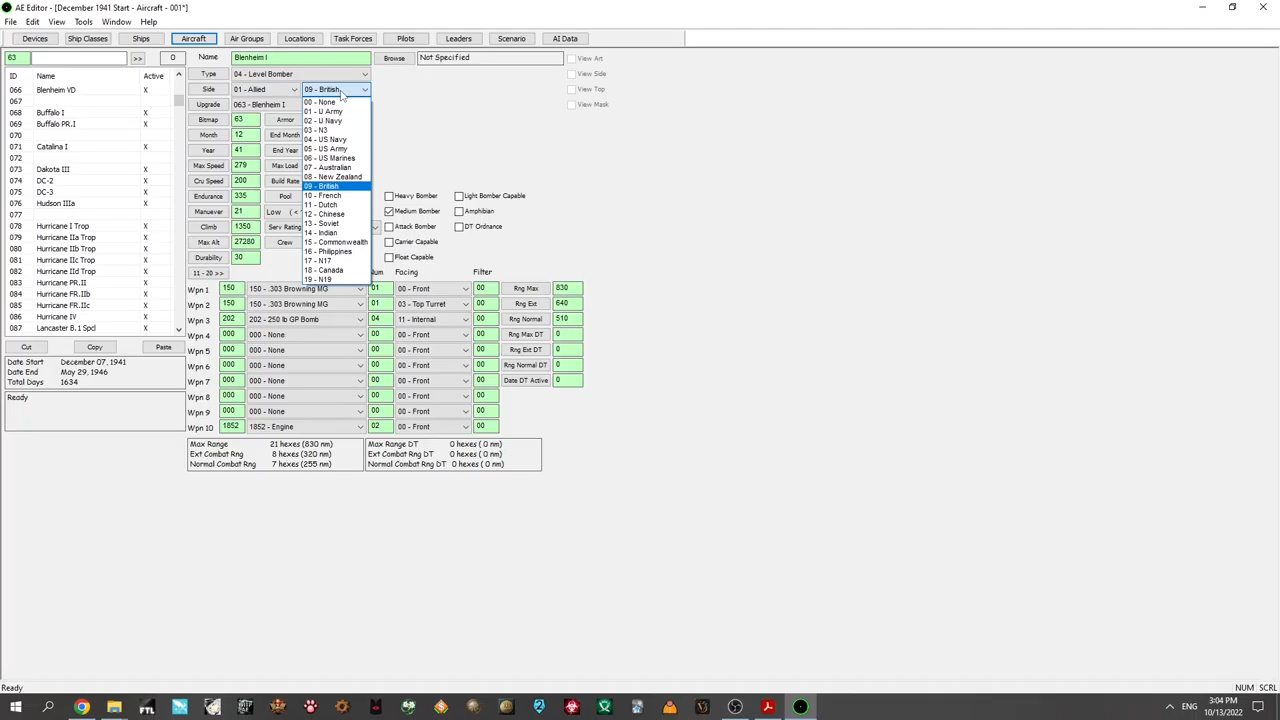 AE Editor - [December 1941 Start - Aircraft - 001*]
File Edit View Tools Window Help
Devices Ship Classes Ships Aircraft Air Groups Locations Task Forces Pilots Leaders Scenario AI Data
63 >> 0 Name Blenheim I Browse Not Specified View Art
ID Name Active Type 04 - Level Bomber View Side
066 Blenheim VD X Side 01 - Allied 09 - British View Top
067 Upgrade 063 - Blenheim I 00 - None View Mask
01 - U Army
068 Buffalo I X Bitmap 63 Armor 02 - U Navy
069 Buffalo PR.I X 03 - N3
070 Month 12 End Month 04 - US Navy
071 Catalina I X Year 41 End Year 05 - US Army
072 06 - US Marines
073 Dakota III X Max Speed 279 Max Load 07 - Australian
074 DC-2 X Cru Speed 200 Build Rate 08 - New Zealand
075 DC-3 X 09 - British
076 Hudson IIIa X Endurance 335 Pool 10 - French Heavy Bomber Light Bomber Capable
077 Manuever 21 Low ( < 11 - Dutch Medium Bomber Amphibian
12 - Chinese
078 Hurricane I Trop X Climb 1350 Serv Rating 13 - Soviet Attack Bomber DT Ordnance
079 Hurricane IIa Trop X 14 - Indian
080 Hurricane IIb Trop X Max Alt 27280 Crew 15 - Commonwealth Carrier Capable
081 Hurricane IIc Trop X Durability 30 16 - Philippines Float Capable
082 Hurricane IId Trop X 17 - N17
083 Hurricane PR.II X 11 - 20 >> 18 - Canada Num Facing Filter
084 Hurricane FR.IIb X 19 - N19
085 Hurricane FR.IIc X Wpn 1 150 150 - .303 Browning MG 01 00 - Front 00 Rng Max 830
086 Hurricane IV X Wpn 2 150 150 - .303 Browning MG 01 03 - Top Turret 00 Rng Ext 640
087 Lancaster B.1 Spcl X Wpn 3 202 202 - 250 lb GP Bomb 04 11 - Internal 00 Rng Normal 510
Wpn 4 000 000 - None 00 00 - Front 00 Rng Max DT 0
Cut Copy Paste Wpn 5 000 000 - None 00 00 - Front 00 Rng Ext DT 0
Date Start December 07, 1941 Wpn 6 000 000 - None 00 00 - Front 00 Rng Normal DT 0
Date End May 29, 1946 Wpn 7 000 000 - None 00 00 - Front 00 Date DT Active 0
Total Days 1634
Ready Wpn 8 000 000 - None 00 00 - Front 00
Wpn 9 000 000 - None 00 00 - Front 00
Wpn 10 1852 1852 - Engine 02 00 - Front 00
Max Range 21 hexes (830 nm) Max Range DT 0 hexes ( 0 nm)
Ext Combat Rng 8 hexes (320 nm) Ext Combat Rng DT 0 hexes ( 0 nm)
Normal Combat Rng 7 hexes (255 nm) Normal Combat Rng DT 0 hexes ( 0 nm)
Ready NUM SCRL
FTL ENG 3:04 PM
10/13/2022